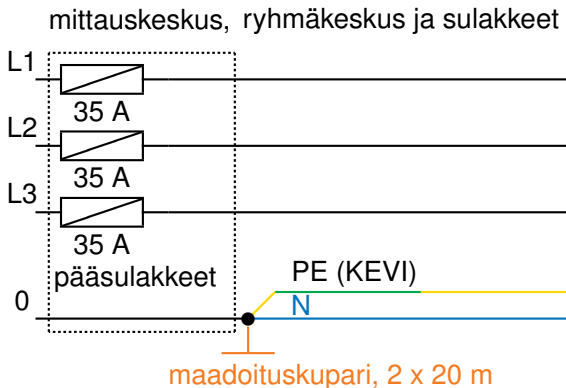 mittauskeskus, ryhmäkeskus ja sulakkeet
L1
35 A
L2
35 A
L3
35 A
pääsulakkeet
PE (KEVI)
0
N
maadoituskupari, 2 x 20 m